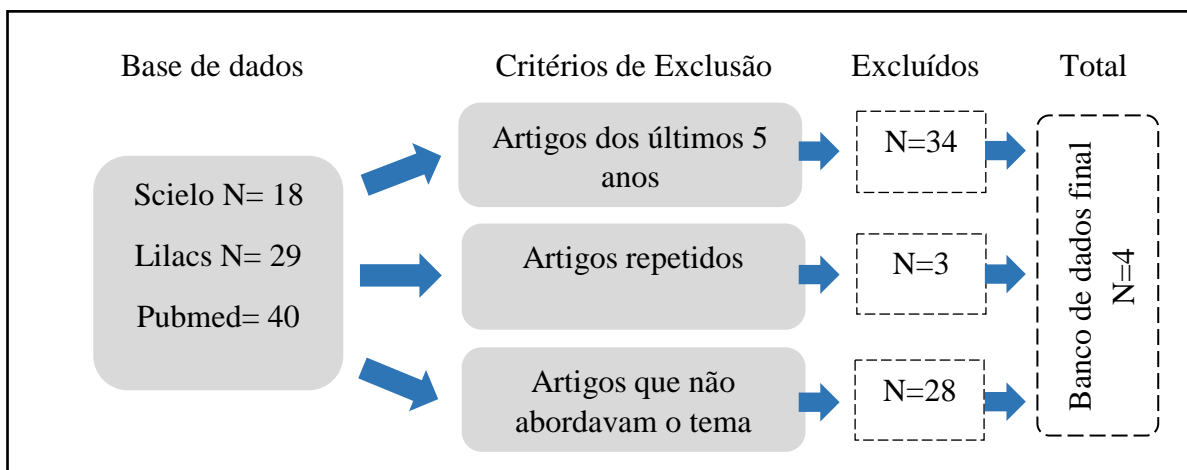 Base de dados
Critérios de Exclusão
Excluídos
Total
Scielo N= 18
Lilacs N= 29
Pubmed= 40
Artigos dos últimos 5
anos
N=34
Artigos repetidos
N=3
Artigos que não
abordavam o tema
N=28
Banco de dados final
N=4